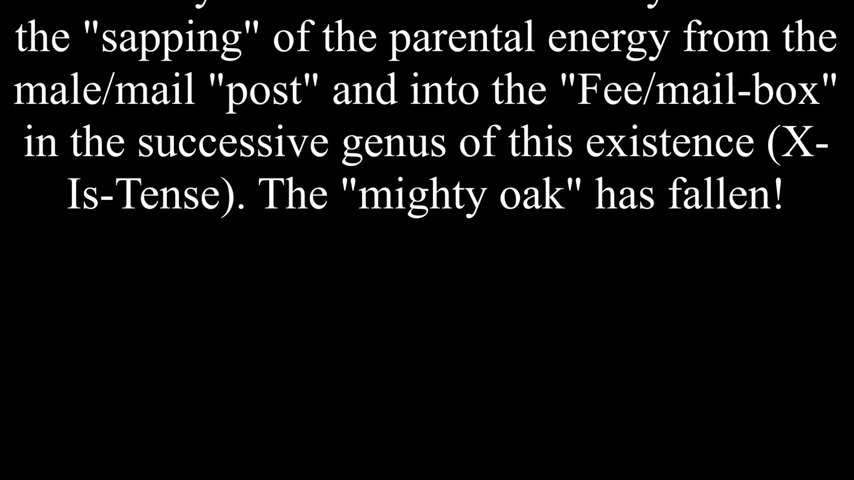 the "sapping" of the parental energy from the
male/mail "post" and into the "Fee/mail-box"
in the successive genus of this existence (X-
Is-Tense). The "mighty oak" has fallen!